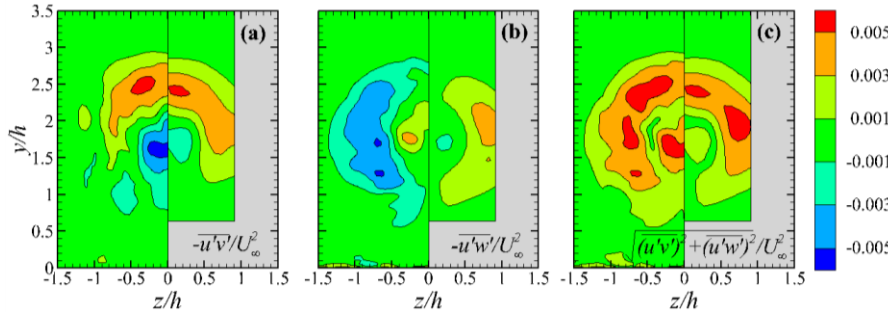 3.5
3
2.5
2
1.5
1
0.5
0
y/h
(a)
-u'v'/U²∞
-1.5 -1 -0.5 0 0.5 1 1.5
z/h
(b)
-u'w'/U²∞
-1.5 -1 -0.5 0 0.5 1 1.5
z/h
(c)
√(u'v')²+(u'w')²/U²∞
-1.5 -1 -0.5 0 0.5 1 1.5
z/h
0.005
0.003
0.001
-0.001
-0.003
-0.005